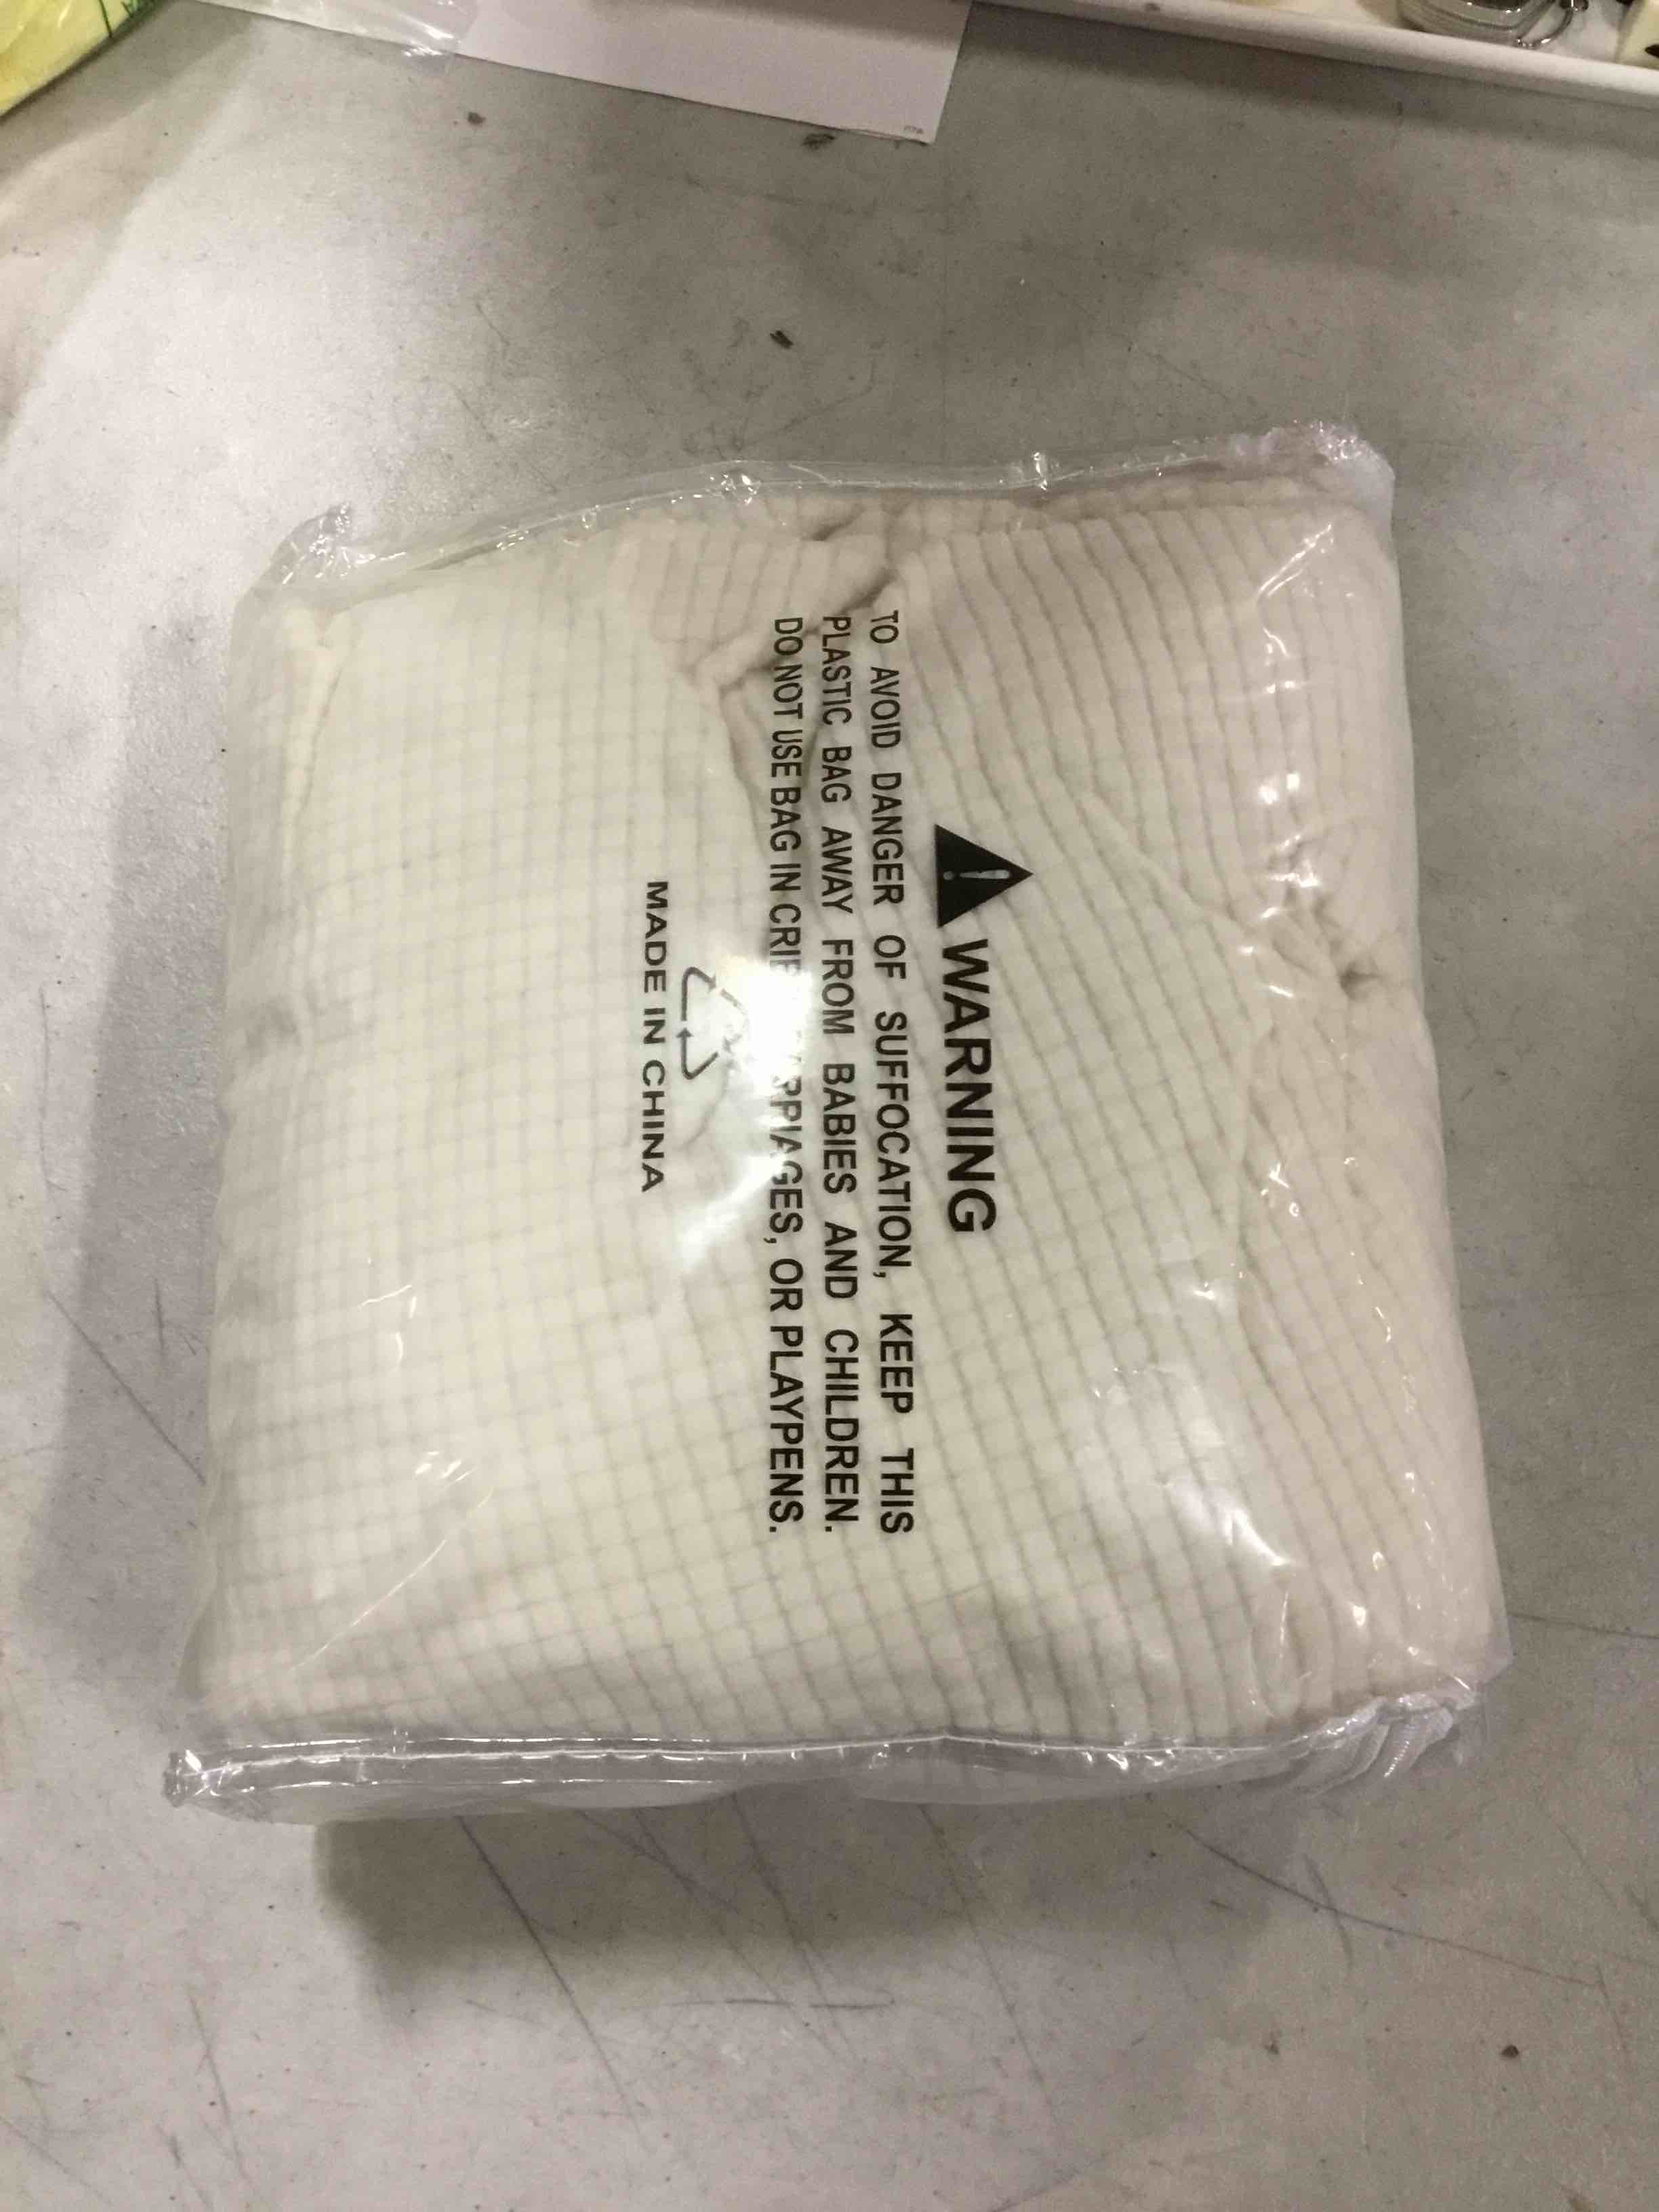 WARNING
TO AVOID DANGER OF SUFFOCATION, KEEP THIS
PLASTIC BAG AWAY FROM BABIES AND CHILDREN.
DO NOT USE BAG IN OR PLAYPENS.
MADE IN CHINA